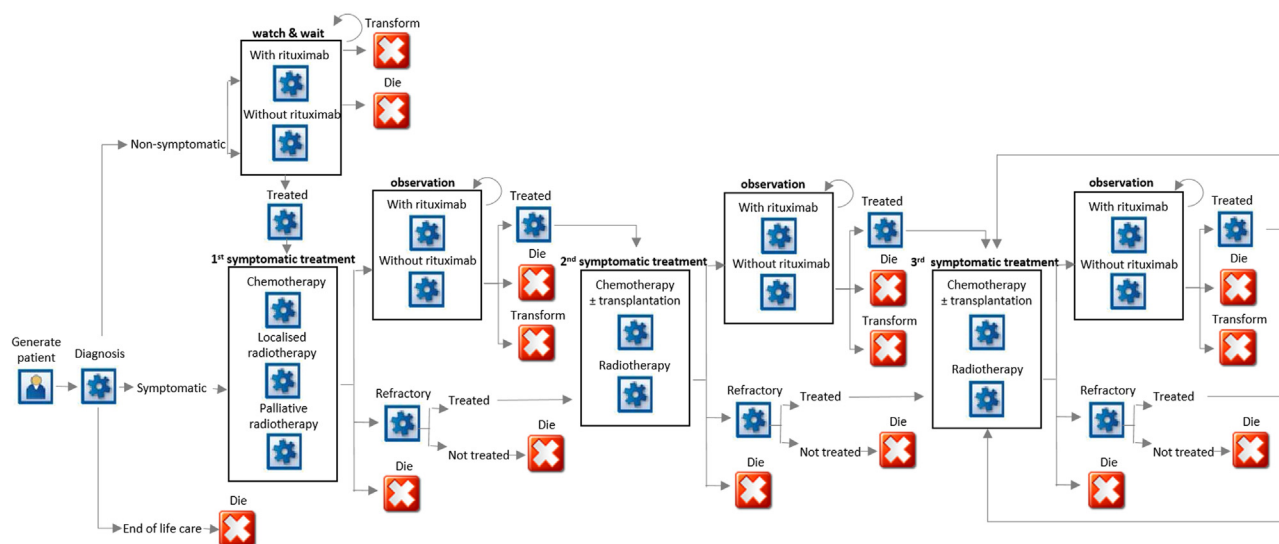 watch & wait
Transform
With rituximab
Die
Without rituximab
Non-symptomatic
Treated
1st symptomatic treatment
Chemotherapy
Localised
radiotherapy
Palliative
radiotherapy
Generate
patient
Diagnosis
Symptomatic
End of life care
Die
observation
With rituximab
Without rituximab
Treated
Die
Transform
Refractory
Treated
Not treated
Die
Die
2nd symptomatic treatment
Chemotherapy
± transplantation
Radiotherapy
observation
With rituximab
Without rituximab
Treated
Die
Transform
Refractory
Treated
Not treated
Die
Die
3rd symptomatic treatment
Chemotherapy
± transplantation
Radiotherapy
observation
With rituximab
Without rituximab
Treated
Die
Transform
Refractory
Treated
Not treated
Die
Die